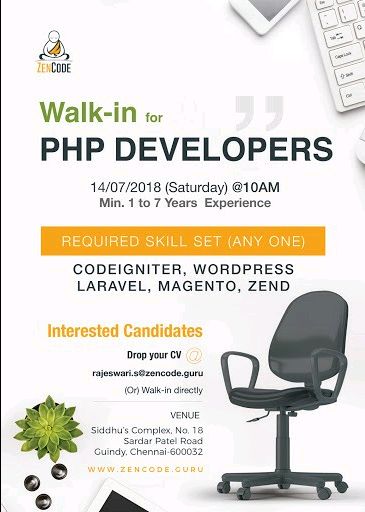 ZENCODE
Walk-in for
PHP DEVELOPERS
14/07/2018 (Saturday) @10AM
Min. 1 to 7 Years Experience
REQUIRED SKILL SET (ANY ONE)
CODEIGNITER, WORDPRESS
LARAVEL, MAGENTO, ZEND
Interested Candidates
Drop your CV @
rajeswari.s@zencode.guru
(Or) Walk-in directly
VENUE
Siddhu's Complex, No. 18
Sardar Patel Road
Guindy, Chennai-600032
WWW.ZENCODE.GURU